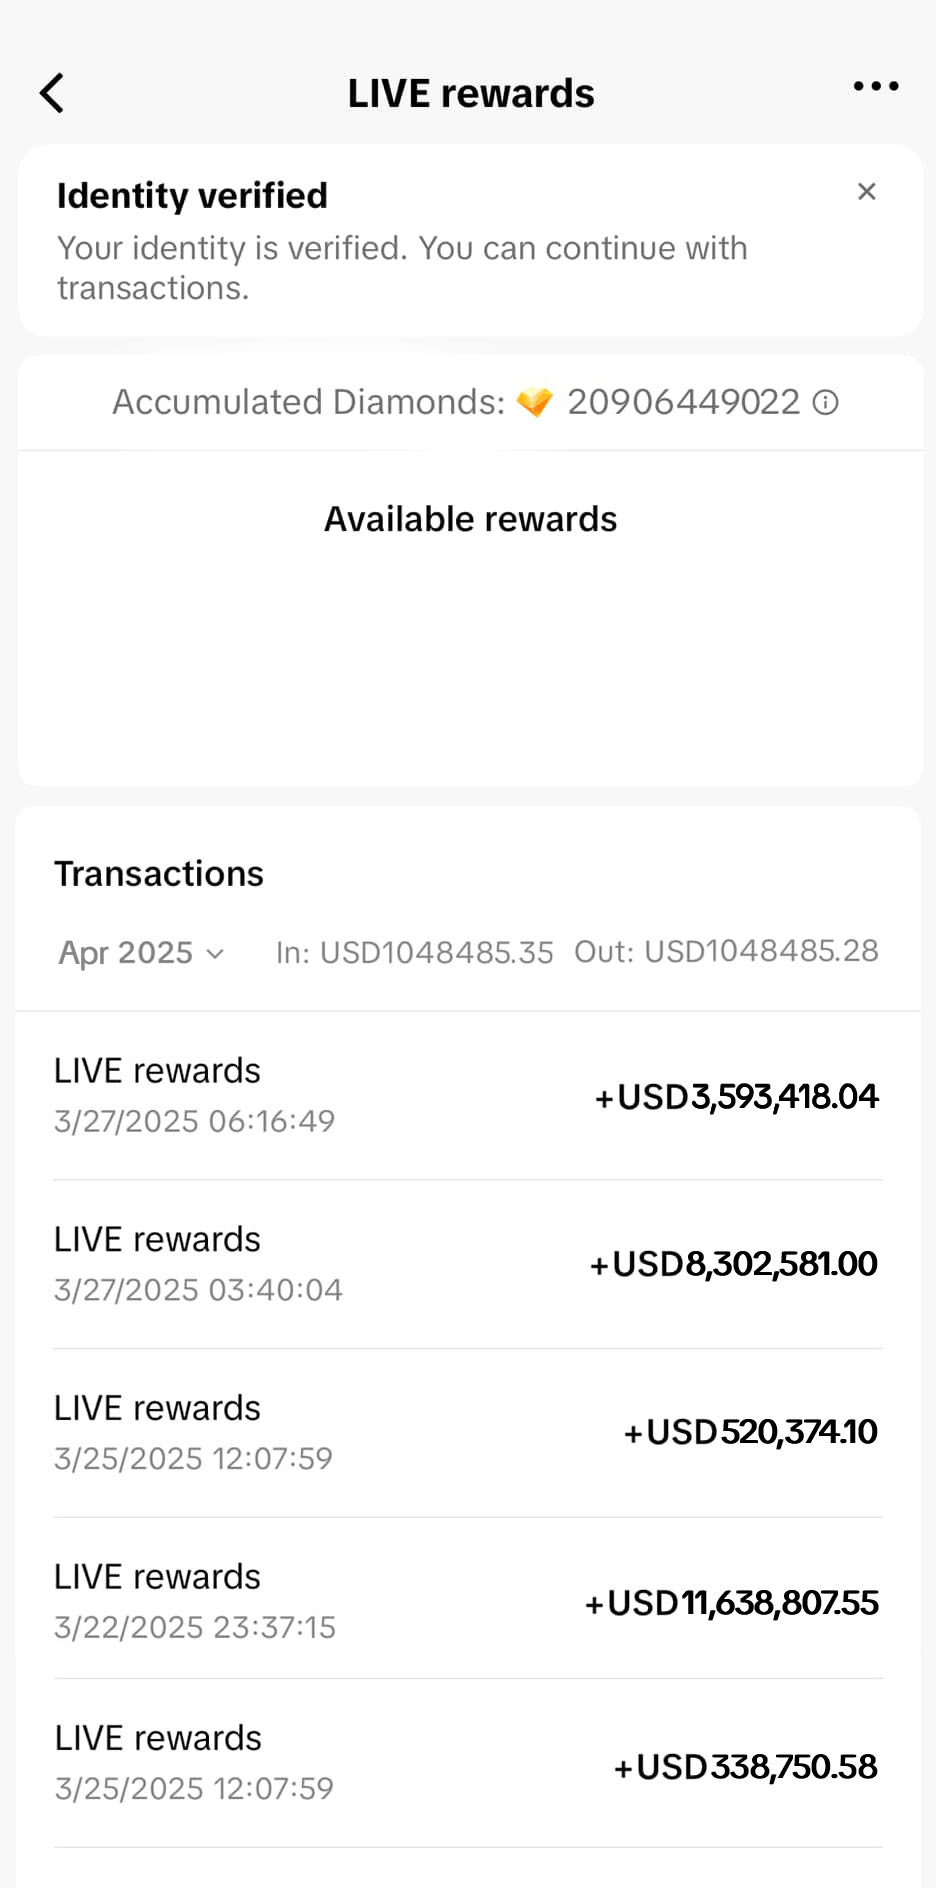 LIVE rewards
Identity verified
Your identity is verified. You can continue with
transactions.
Accumulated Diamonds: 20906449022
Available rewards
Transactions
Apr 2025 In: USD1048485.35 Out: USD1048485.28
LIVE rewards
+USD3,593,418.04
3/27/2025 06:16:49
LIVE rewards
+USD8,302,581.00
3/27/2025 03:40:04
LIVE rewards
+USD520,374.10
3/25/2025 12:07:59
LIVE rewards
+USD11,638,807.55
3/22/2025 23:37:15
LIVE rewards
+USD338,750.58
3/25/2025 12:07:59